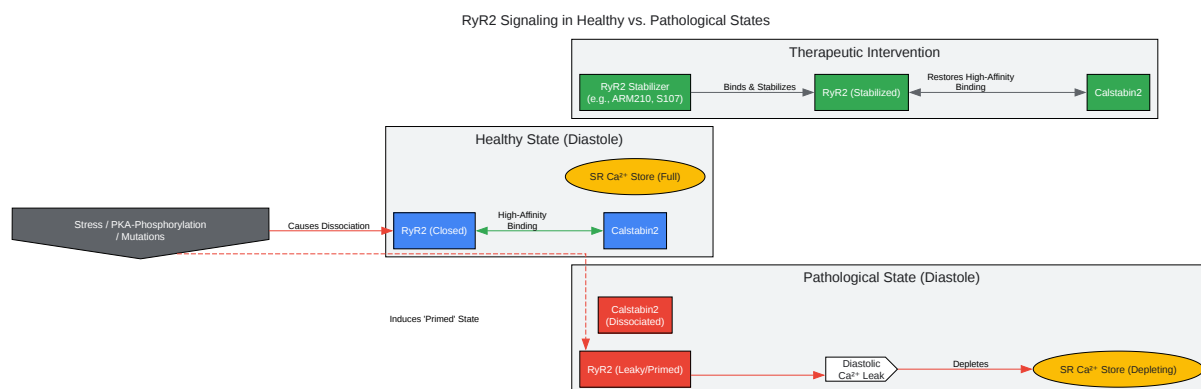 RyR2 Signaling in Healthy vs. Pathological States
Therapeutic Intervention
RyR2 Stabilizer
(e.g., ARM210, S107)
Binds & Stabilizes
RyR2 (Stabilized)
Restores High-Affinity
Binding
Calstabin2
Healthy State (Diastole)
SR Ca²⁺ Store (Full)
Stress / PKA-Phosphorylation
/ Mutations
Causes Dissociation
RyR2 (Closed)
High-Affinity
Binding
Calstabin2
Pathological State (Diastole)
Calstabin2
(Dissociated)
Induces 'Primed' State
RyR2 (Leaky/Primed)
Diastolic
Ca²⁺ Leak
Depletes
SR Ca²⁺ Store (Depleting)